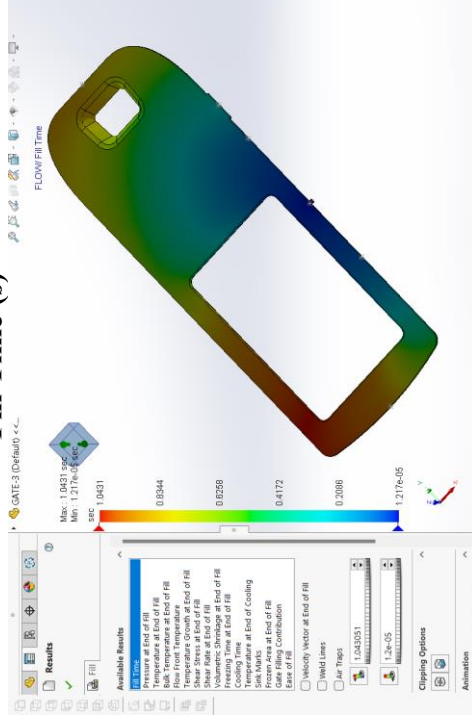 Fill Time (s)
GATE-3 (Default) <<...
FLOW/ Fill Time
Max : 1.0431 sec
Min : 1.217e-05 sec
sec
1.0431
0.8344
0.6258
0.4172
0.2086
1.217e-05
Results
Fill
Available Results
Fill Time
Pressure at End of Fill
Temperature at End of Fill
Bulk Temperature at End of Fill
Flow Front Temperature
Temperature Growth at End of Fill
Shear Stress at End of Fill
Shear Rate at End of Fill
Volumetric Shrinkage at End of Fill
Freezing Time at End of Fill
Cooling Time
Temperature at End of Cooling
Sink Marks
Frozen Area at End of Fill
Gate Filling Contribution
Ease of Fill
Velocity Vector at End of Fill
Weld Lines
Air Traps
1.043051
1.2e-05
Clipping Options
Animation